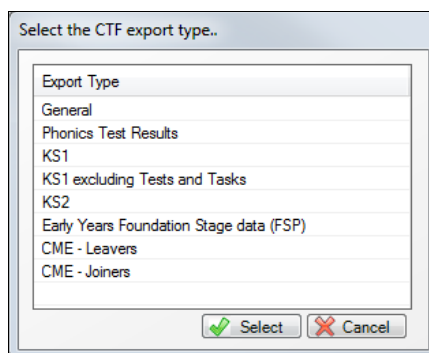 Select the CTF export type..
Export Type
General
Phonics Test Results
KS1
KS1 excluding Tests and Tasks
KS2
Early Years Foundation Stage data (FSP)
CME - Leavers
CME - Joiners
Select Cancel